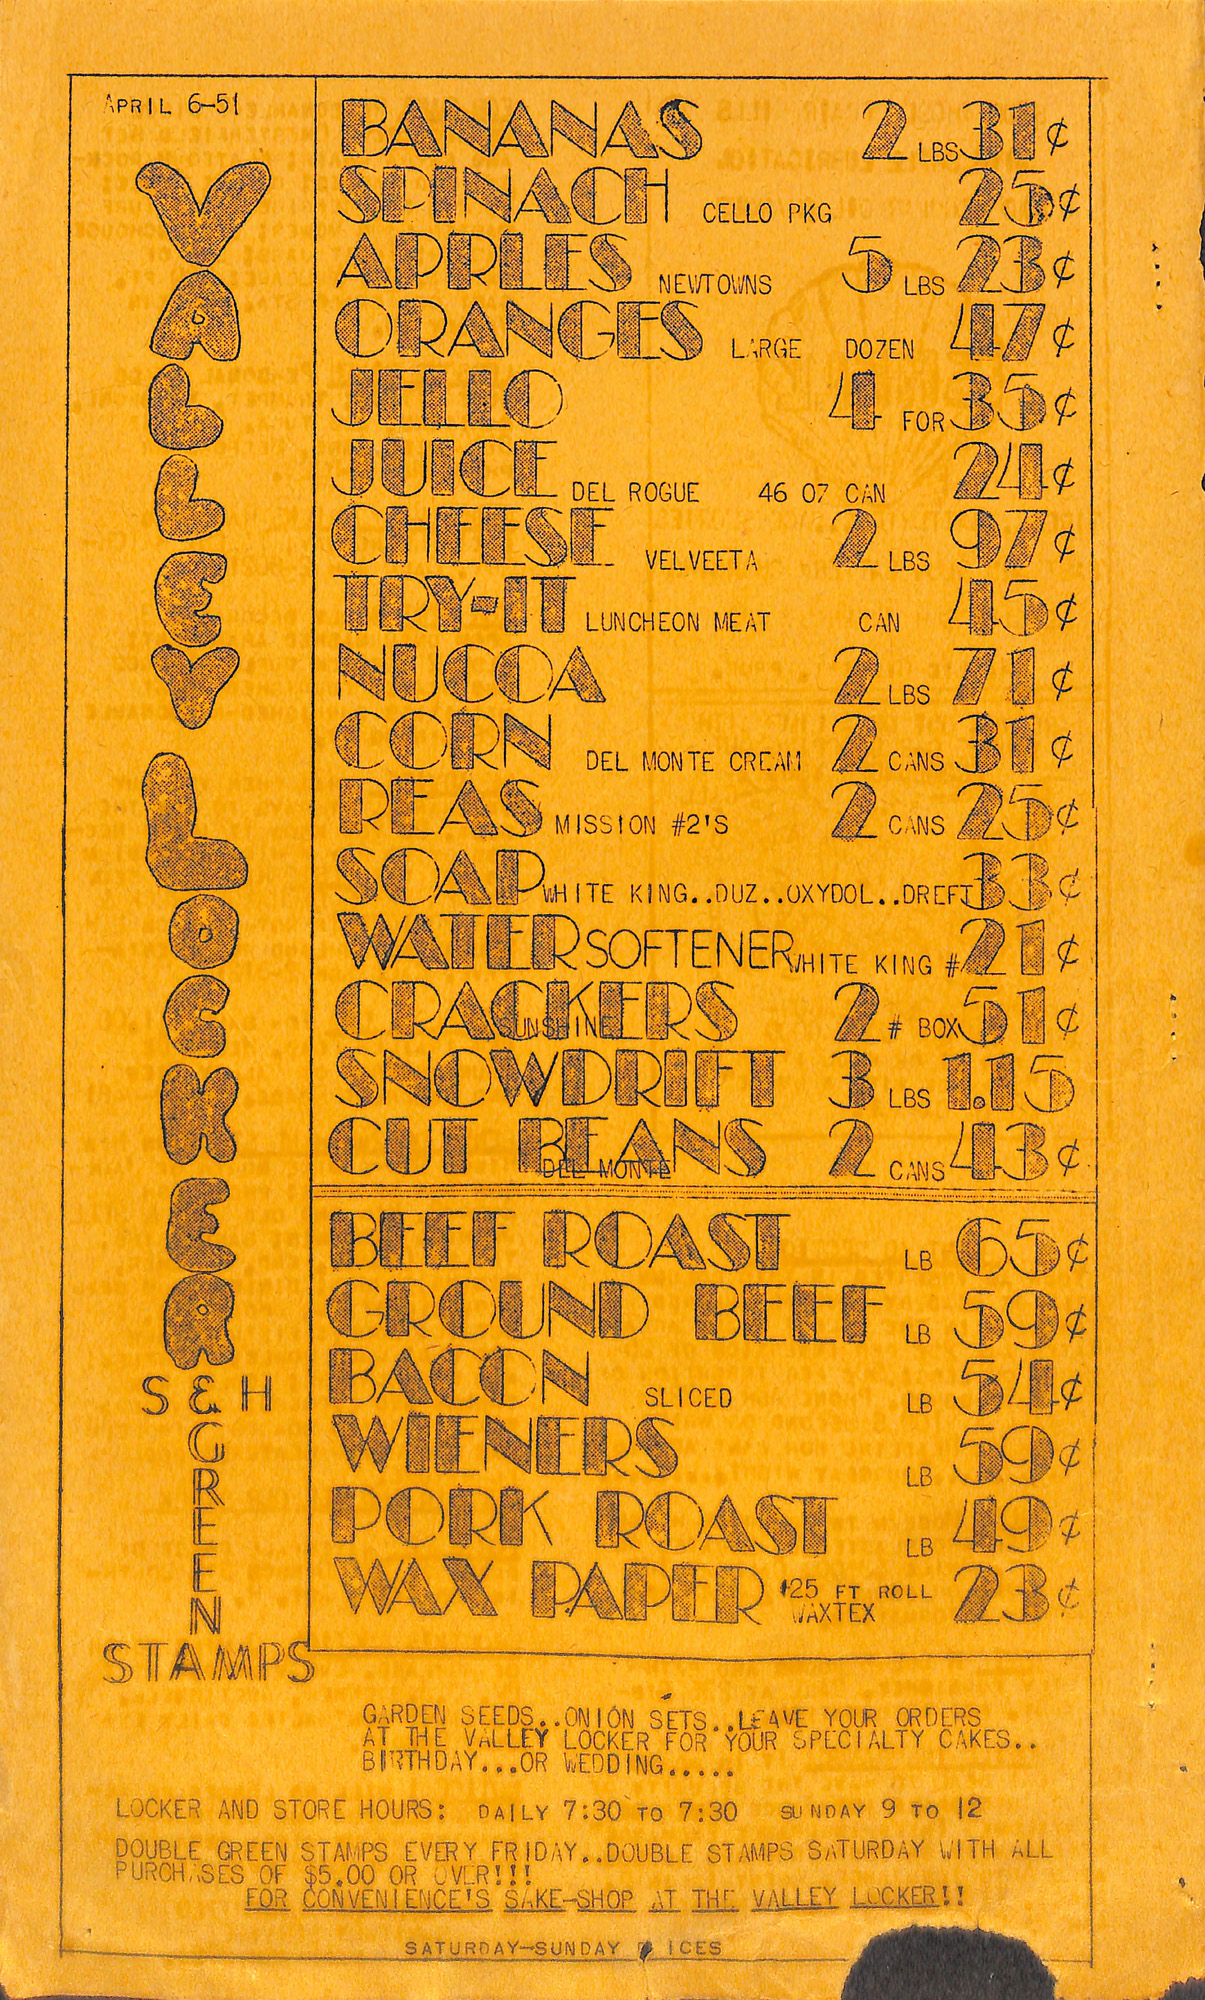 APRIL 6-51
VALLEY LOCKER
S & H
GREEN
STAMPS
BANANAS 2 LBS 31¢
SPINACH CELLO PKG 25¢
APPLES NEWTOWNS 5 LBS 23¢
ORANGES LARGE DOZEN 47¢
JELLO 4 FOR 35¢
JUICE DEL ROGUE 46 OZ CAN 24¢
CHEESE VELVEETA 2 LBS 97¢
TRY-IT LUNCHEON MEAT CAN 45¢
NUCOA 2 LBS 71¢
CORN DEL MONTE CREAM 2 CANS 31¢
PEAS MISSION #2'S 2 CANS 25¢
SOAP WHITE KING..DUZ..OXYDOL..DREFT 33¢
WATER SOFTENER WHITE KING # 21¢
CRACKERS SUNSHINE 2 # BOX 51¢
SNOWDRIFT 3 LBS 1.15
CUT BEANS DEL MONTE 2 CANS 43¢
BEEF ROAST LB 65¢
GROUND BEEF LB 59¢
BACON SLICED LB 54¢
WIENERS LB 59¢
PORK ROAST LB 49¢
WAX PAPER 125 FT ROLL 23¢
WAXTEX
GARDEN SEEDS..ONION SETS..LEAVE YOUR ORDERS
AT THE VALLEY LOCKER FOR YOUR SPECIALTY CAKES..
BIRTHDAY...OR WEDDING.....
LOCKER AND STORE HOURS: DAILY 7:30 TO 7:30 SUNDAY 9 TO 12
DOUBLE GREEN STAMPS EVERY FRIDAY..DOUBLE STAMPS SATURDAY WITH ALL
PURCHASES OF $5.00 OR OVER!!!
FOR CONVENIENCE'S SAKE-SHOP AT THE VALLEY LOCKER!!
SATURDAY-SUNDAY PRICES